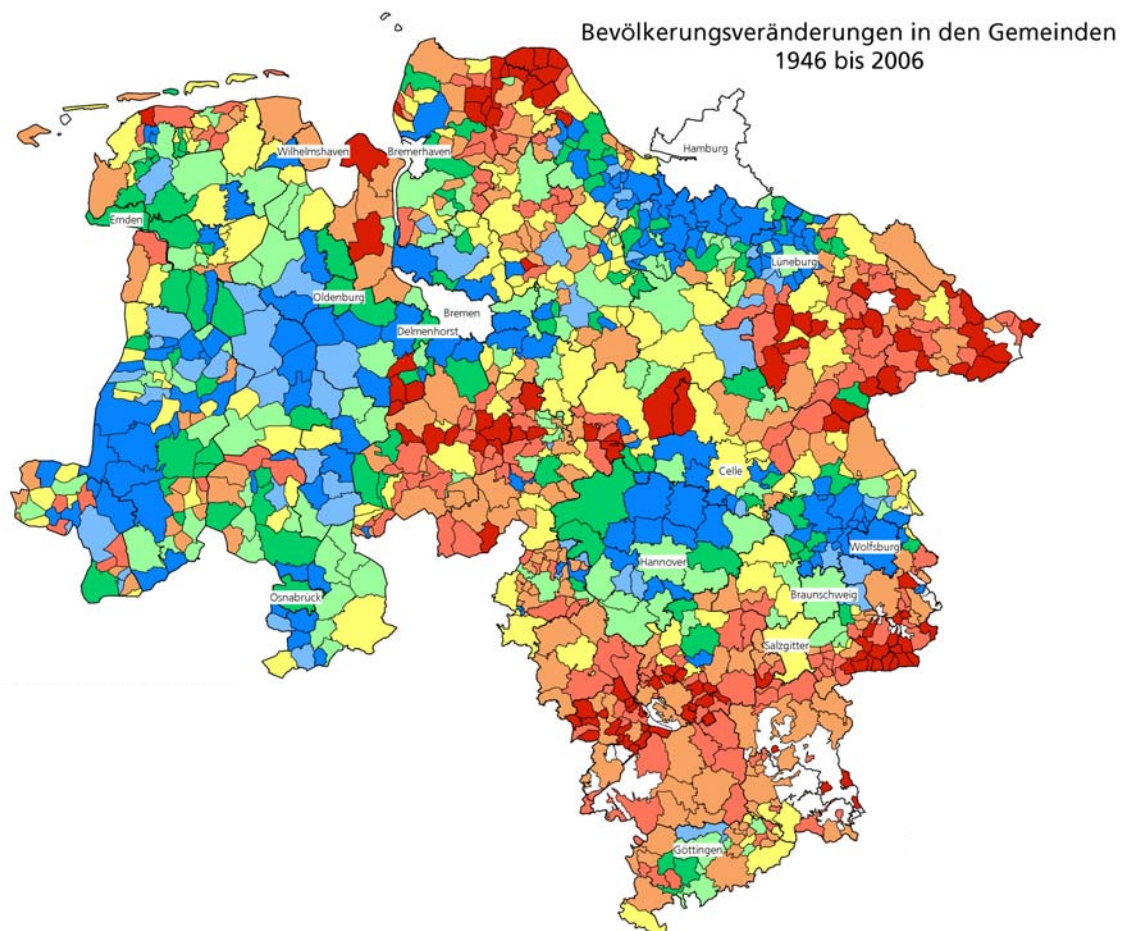 Bevölkerungsveränderungen in den Gemeinden
1946 bis 2006
Hamburg
Wilhelmshaven
Bremerhaven
Emden
Lüneburg
Oldenburg
Bremen
Delmenhorst
Celle
Wolfsburg
Hannover
Braunschweig
Osnabrück
Salzgitter
Göttingen